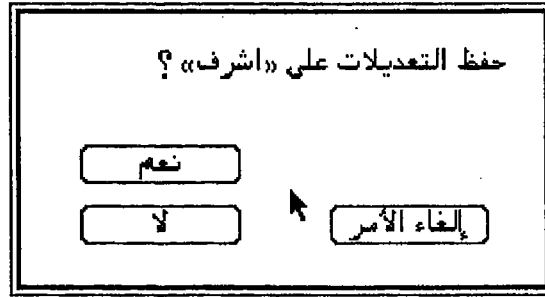 حفظ التعديلات على «اشرف» ؟
نعم
إلغاء الأمر
لا